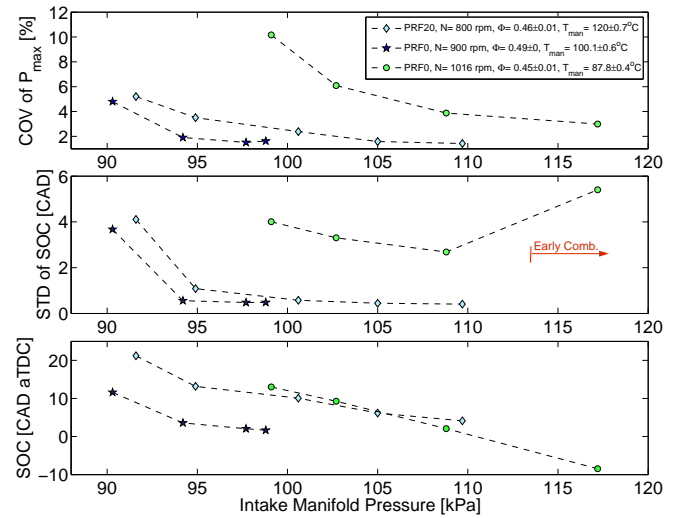 PRF20, N= 800 rpm, Φ= 0.46±0.01, T_man= 120±0.7°C
PRF0, N= 900 rpm, Φ= 0.49±0, T_man= 100.1±0.6°C
PRF0, N= 1016 rpm, Φ= 0.45±0.01, T_man= 87.8±0.4°C
COV of P_max [%]
12
10
8
6
4
2
90 95 100 105 110 115 120
STD of SOC [CAD]
6
4
2
0
Early Comb.
90 95 100 105 110 115 120
SOC [CAD aTDC]
20
10
0
−10
90 95 100 105 110 115 120
Intake Manifold Pressure [kPa]